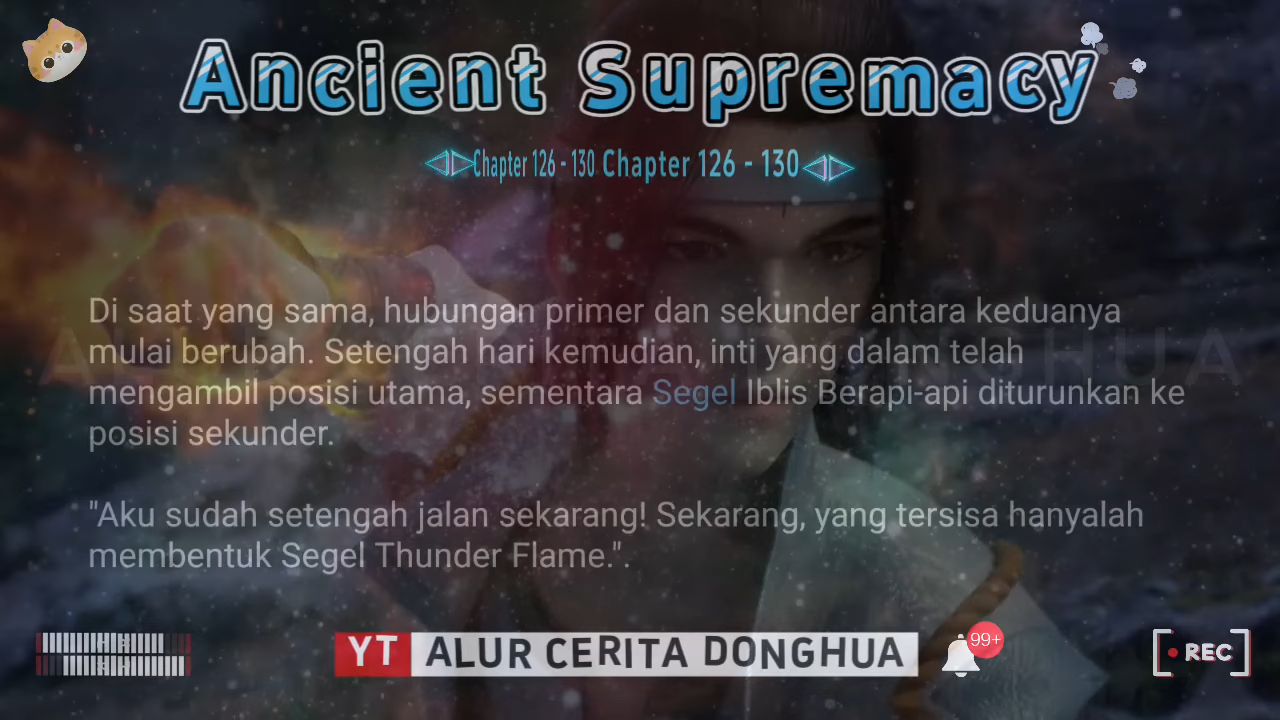 Ancient Supremacy
Chapter 126 - 130 Chapter 126 - 130
Di saat yang sama, hubungan primer dan sekunder antara keduanya
mulai berubah. Setengah hari kemudian, inti yang dalam telah
mengambil posisi utama, sementara Segel Iblis Berapi-api diturunkan ke
posisi sekunder.
"Aku sudah setengah jalan sekarang! Sekarang, yang tersisa hanyalah
membentuk Segel Thunder Flame.".
YT ALUR CERITA DONGHUA
99+
REC